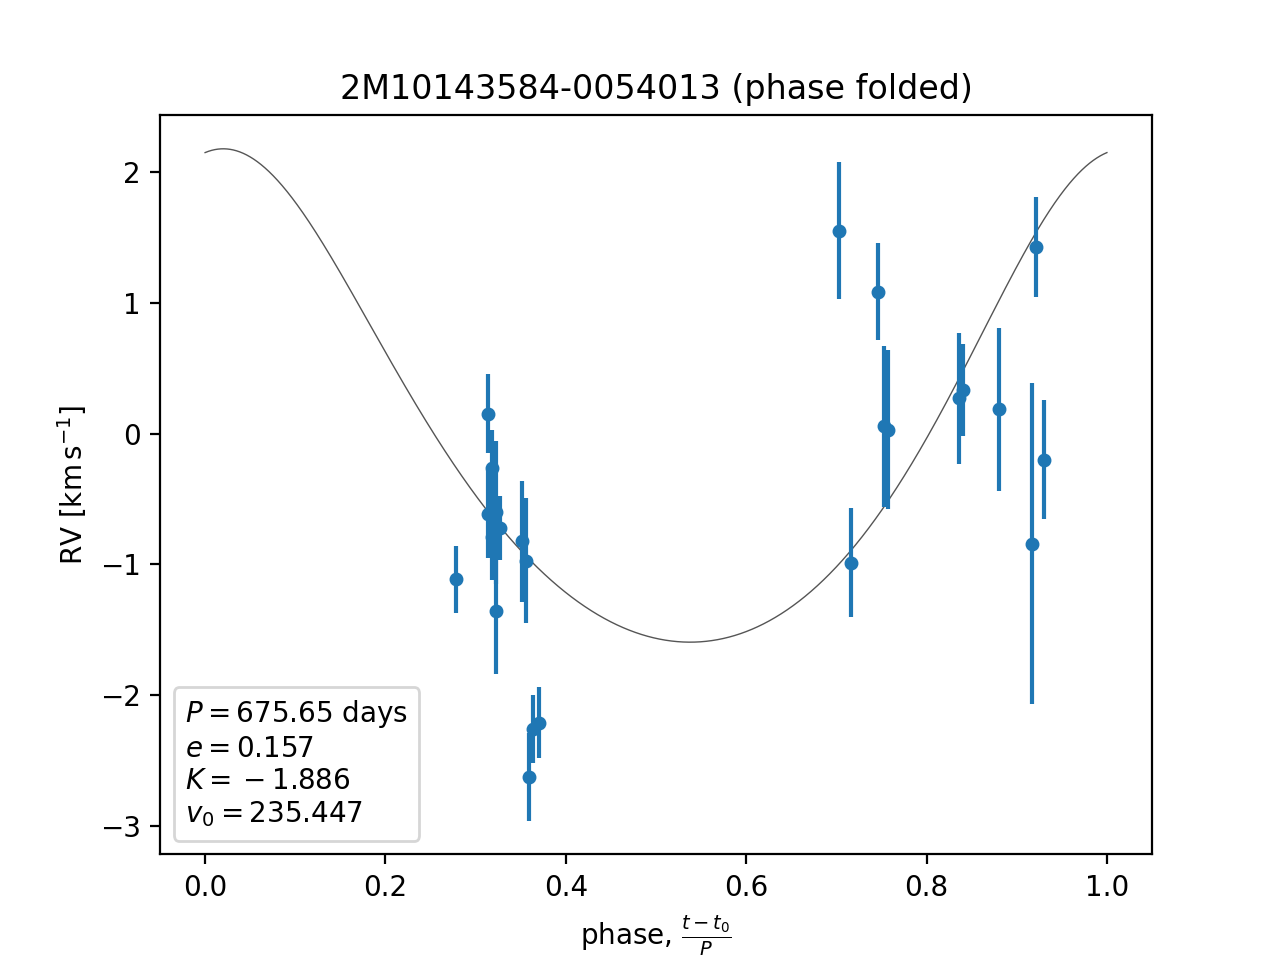 2M10143584-0054013 (phase folded)
RV [km s⁻¹]
2
1
0
−1
−2
−3
P = 675.65 days
e = 0.157
K = −1.886
v₀ = 235.447
0.0 0.2 0.4 0.6 0.8 1.0
phase, (t − t₀)/P